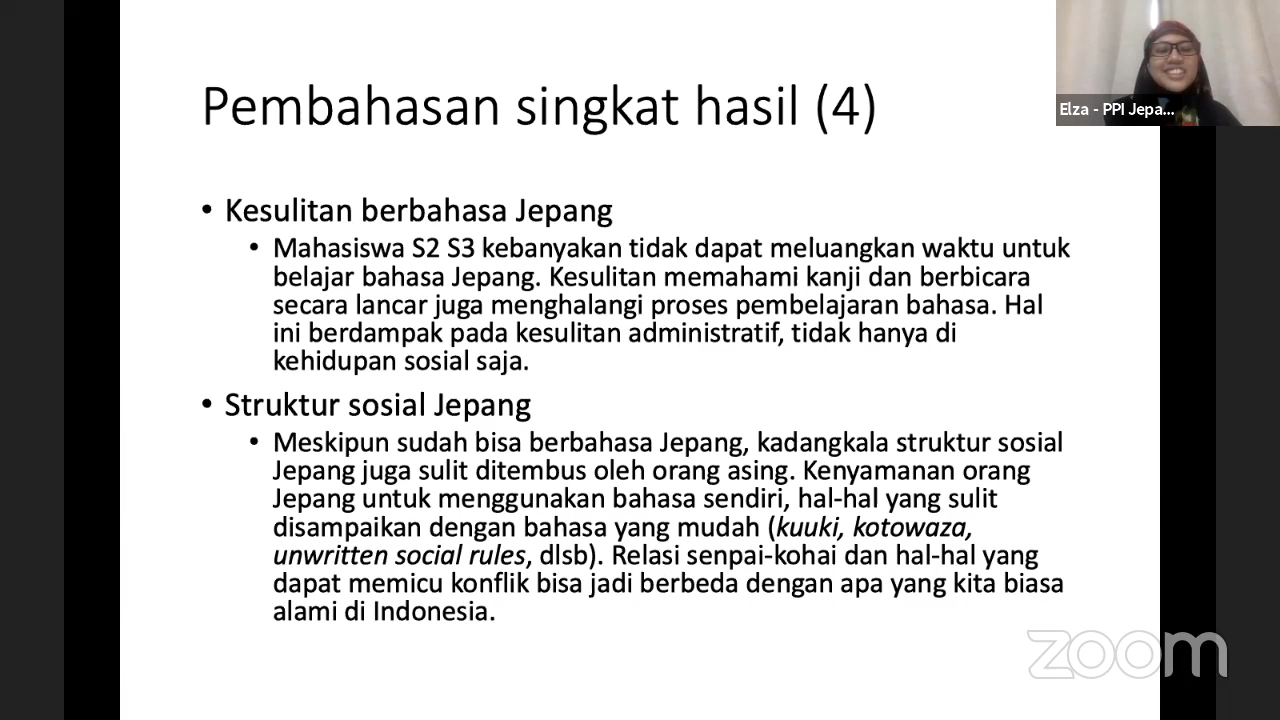 Pembahasan singkat hasil (4)
Elza - PPI Jepa...
• Kesulitan berbahasa Jepang
• Mahasiswa S2 S3 kebanyakan tidak dapat meluangkan waktu untuk
belajar bahasa Jepang. Kesulitan memahami kanji dan berbicara
secara lancar juga menghalangi proses pembelajaran bahasa. Hal
ini berdampak pada kesulitan administratif, tidak hanya di
kehidupan sosial saja.
• Struktur sosial Jepang
• Meskipun sudah bisa berbahasa Jepang, kadangkala struktur sosial
Jepang juga sulit ditembus oleh orang asing. Kenyamanan orang
Jepang untuk menggunakan bahasa sendiri, hal-hal yang sulit
disampaikan dengan bahasa yang mudah (kuuki, kotowaza,
unwritten social rules, dlsb). Relasi senpai-kohai dan hal-hal yang
dapat memicu konflik bisa jadi berbeda dengan apa yang kita biasa
alami di Indonesia.
zoom